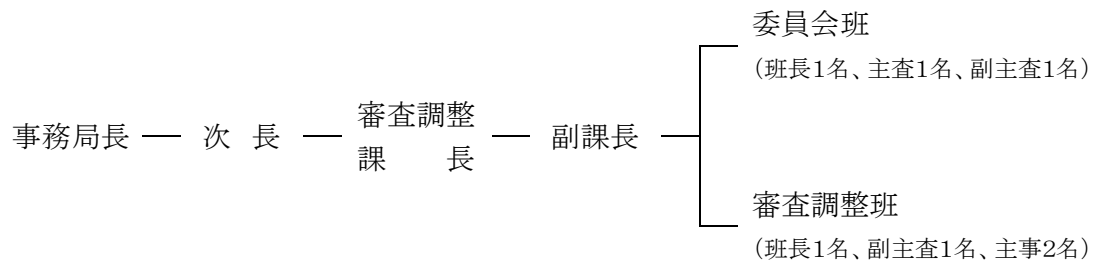 委員会班
(班長1名、主査1名、副主査1名)
事務局長 次 長 審査調整 副課長
課 長
審査調整班
(班長1名、副主査1名、主事2名)